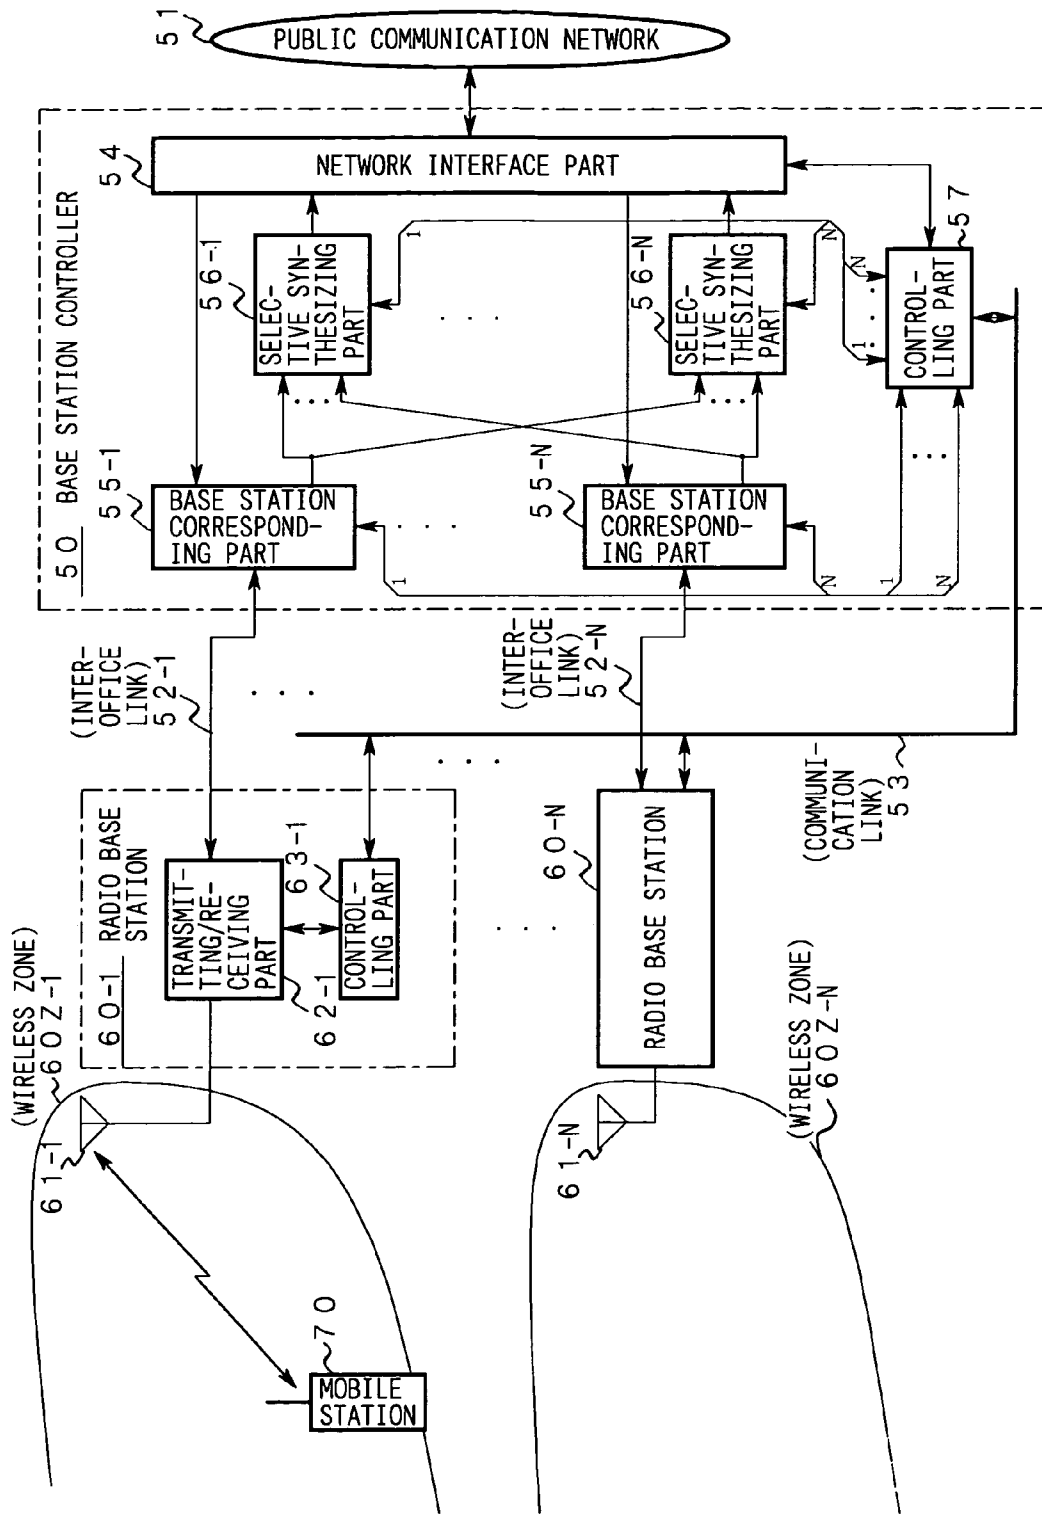 51
PUBLIC COMMUNICATION NETWORK
50 BASE STATION CONTROLLER
54
NETWORK INTERFACE PART
56-1
SELEC-
TIVE SYN-
THESIZING
PART
1
. . .
56-N
SELEC-
TIVE SYN-
THESIZING
PART
N
57
CONTROL-
LING PART
1
. . .
N
. . .
. . .
55-1
BASE STATION
CORRESPOND-
ING PART
1
. . .
55-N
BASE STATION
CORRESPOND-
ING PART
N
1
. . .
N
(INTER-
OFFICE
LINK)
52-1
. . .
(INTER-
OFFICE
LINK)
52-N
(COMMUNI-
CATION
LINK)
53
60-1 RADIO BASE
STATION
TRANSMIT-
TING/RE-
CEIVING
PART
62-1
63-1
CONTROL-
LING PART
. . .
. . .
60-N
RADIO BASE STATION
(WIRELESS ZONE)
60Z-1
61-1
70
MOBILE
STATION
61-N
(WIRELESS ZONE)
60Z-N